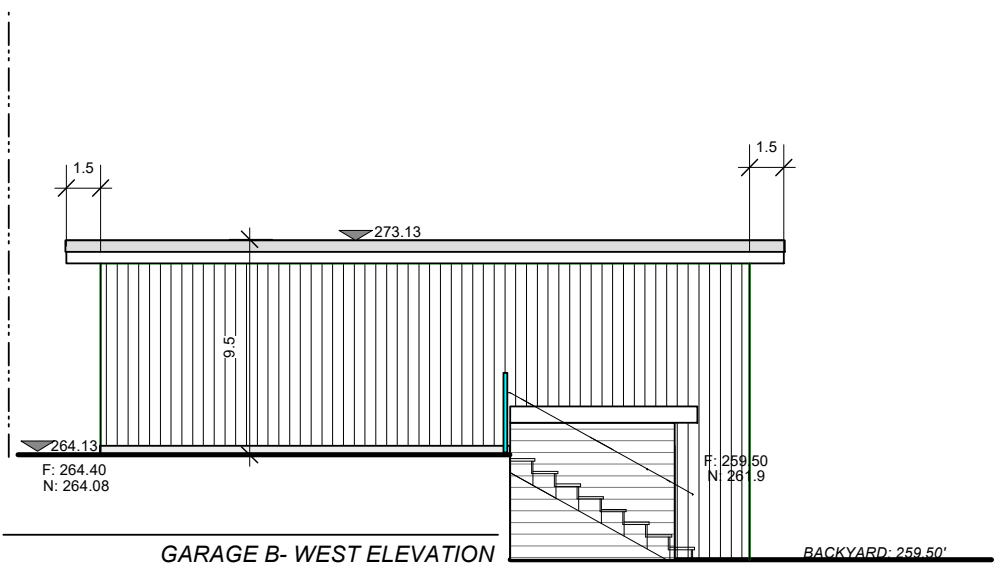 1.5
1.5
273.13
9.5
264.13
F: 264.40
N: 264.08
F: 259.50
N: 261.9
GARAGE B- WEST ELEVATION
BACKYARD: 259.50'